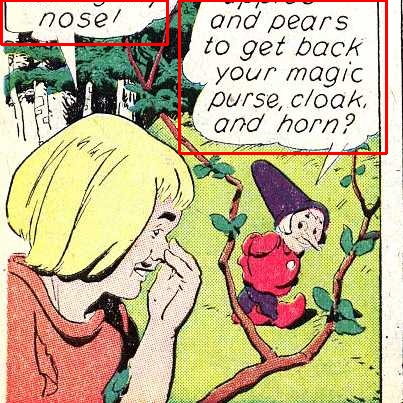 nose!
and pears
to get back
your magic
purse, cloak,
and horn?